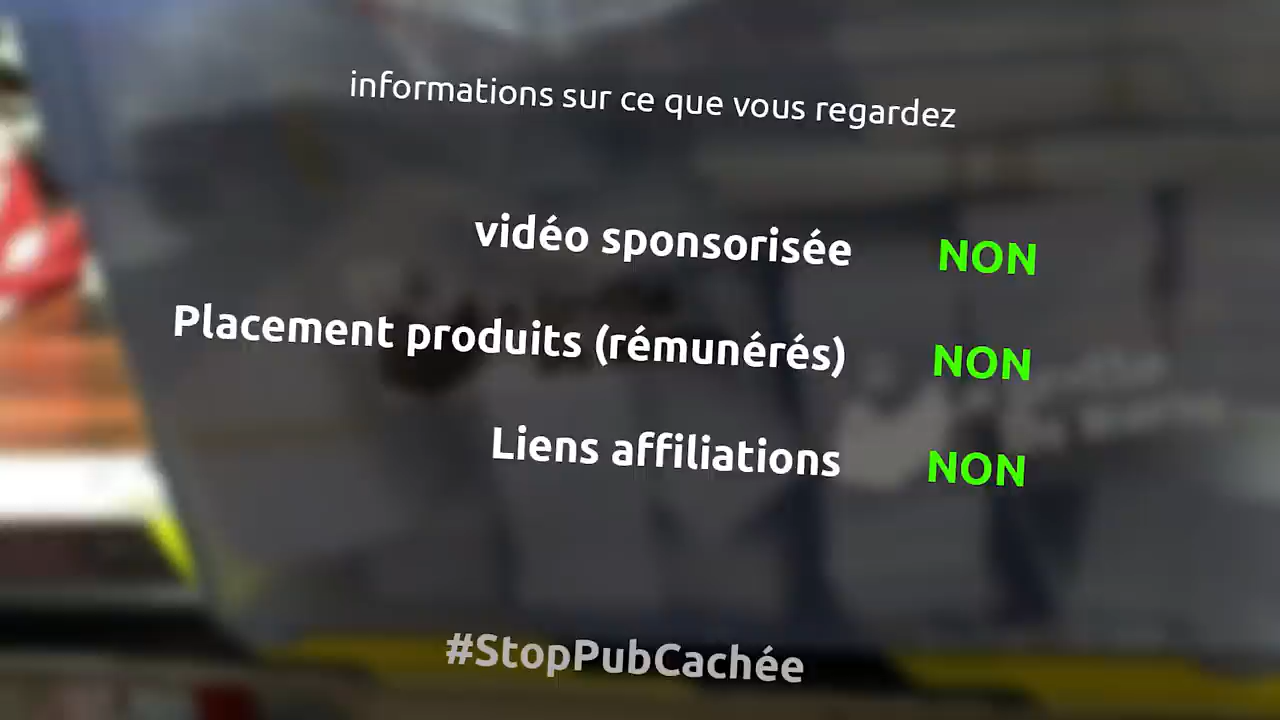 informations sur ce que vous regardez
vidéo sponsorisée NON
Placement produits (rémunérés) NON
Liens affiliations NON
#StopPubCachée